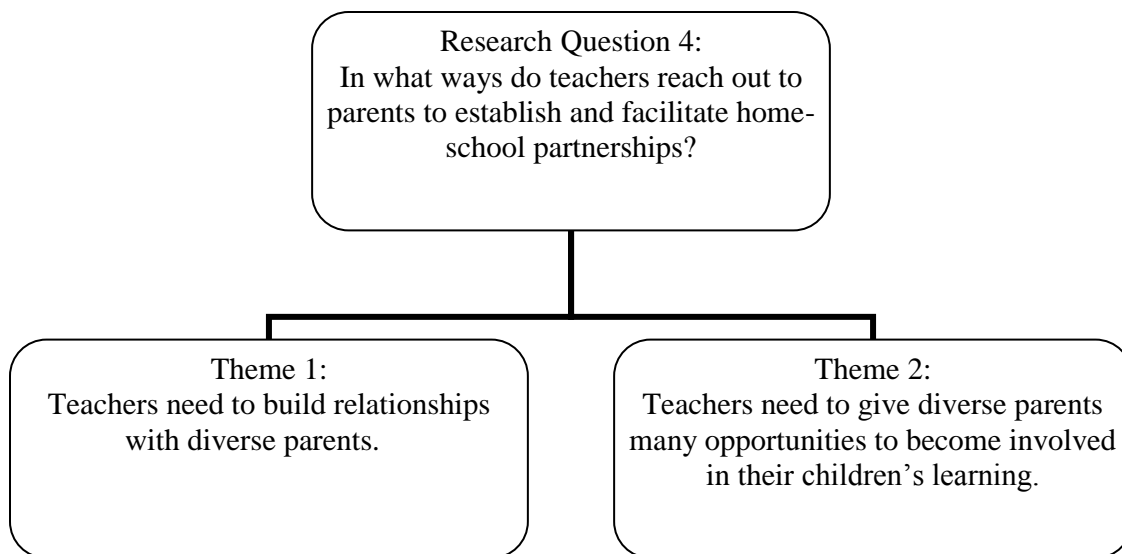 Research Question 4:
In what ways do teachers reach out to
parents to establish and facilitate home-
school partnerships?
Theme 1:
Teachers need to build relationships
with diverse parents.
Theme 2:
Teachers need to give diverse parents
many opportunities to become involved
in their children’s learning.